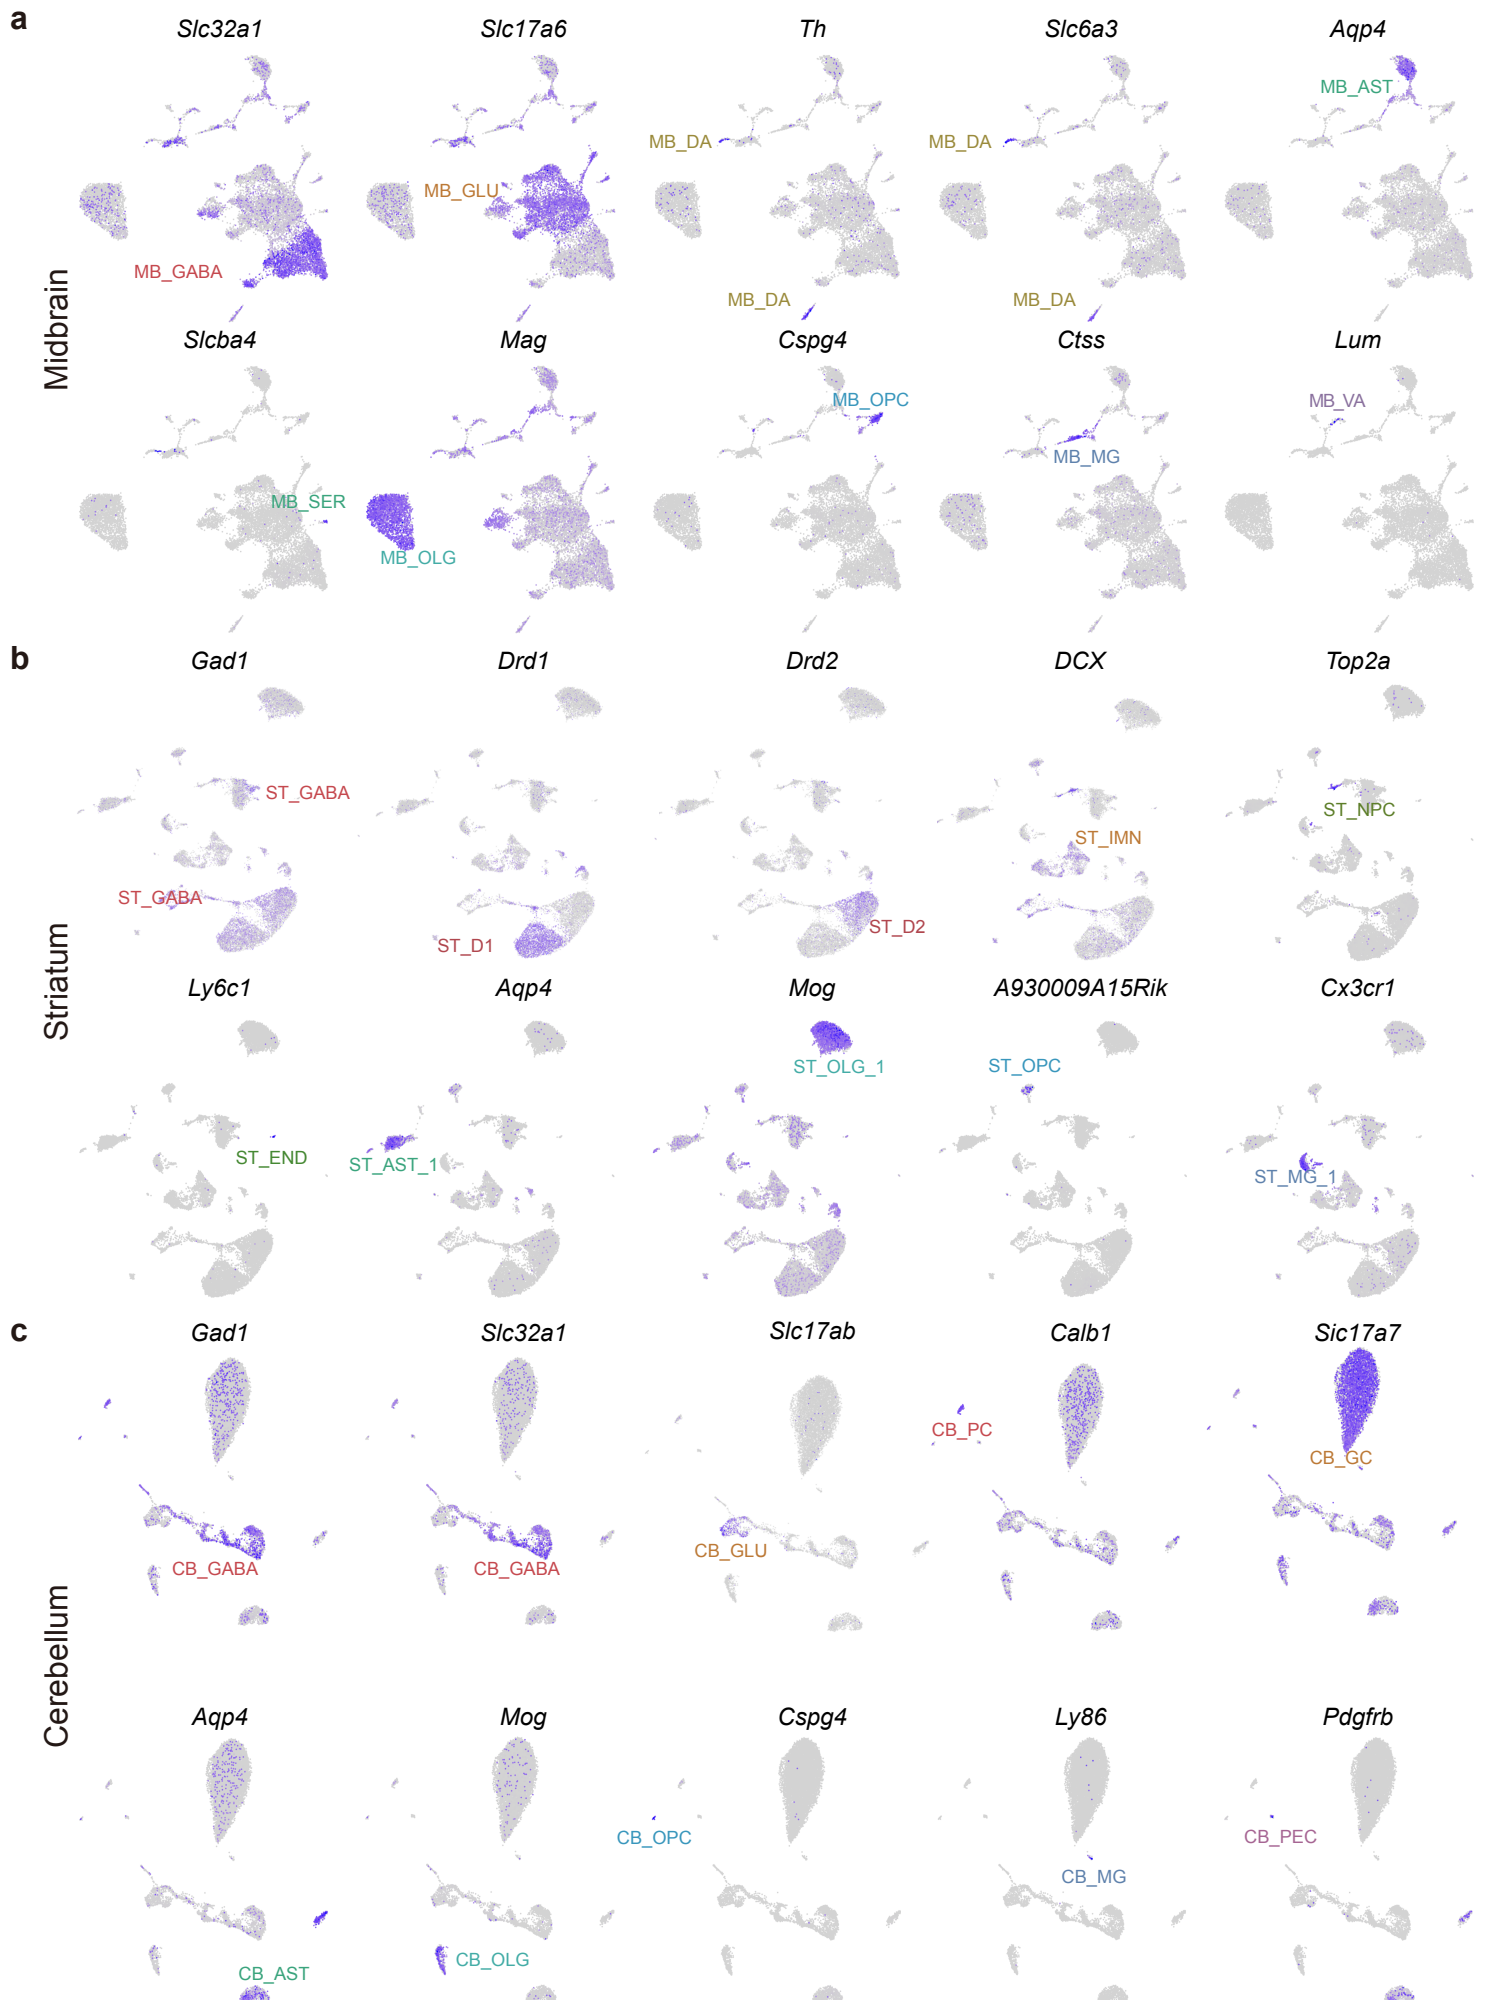 a
Slc32a1
Slc17a6
Th
Slc6a3
Aqp4
MB_AST
MB_DA
MB_DA
MB_GLU
MB_GABA
MB_DA
MB_DA
Midbrain
Slcba4
Mag
Cspg4
Ctss
Lum
MB_OPC
MB_VA
MB_MG
MB_SER
MB_OLG
b
Gad1
Drd1
Drd2
DCX
Top2a
ST_GABA
ST_NPC
ST_IMN
ST_GABA
ST_D2
ST_D1
Striatum
Ly6c1
Aqp4
Mog
A930009A15Rik
Cx3cr1
ST_OLG_1
ST_OPC
ST_END
ST_AST_1
ST_MG_1
c
Gad1
Slc32a1
Slc17ab
Calb1
Sic17a7
CB_PC
CB_GC
CB_GLU
CB_GABA
CB_GABA
Cerebellum
Aqp4
Mog
Cspg4
Ly86
Pdgfrb
CB_OPC
CB_PEC
CB_MG
CB_OLG
CB_AST